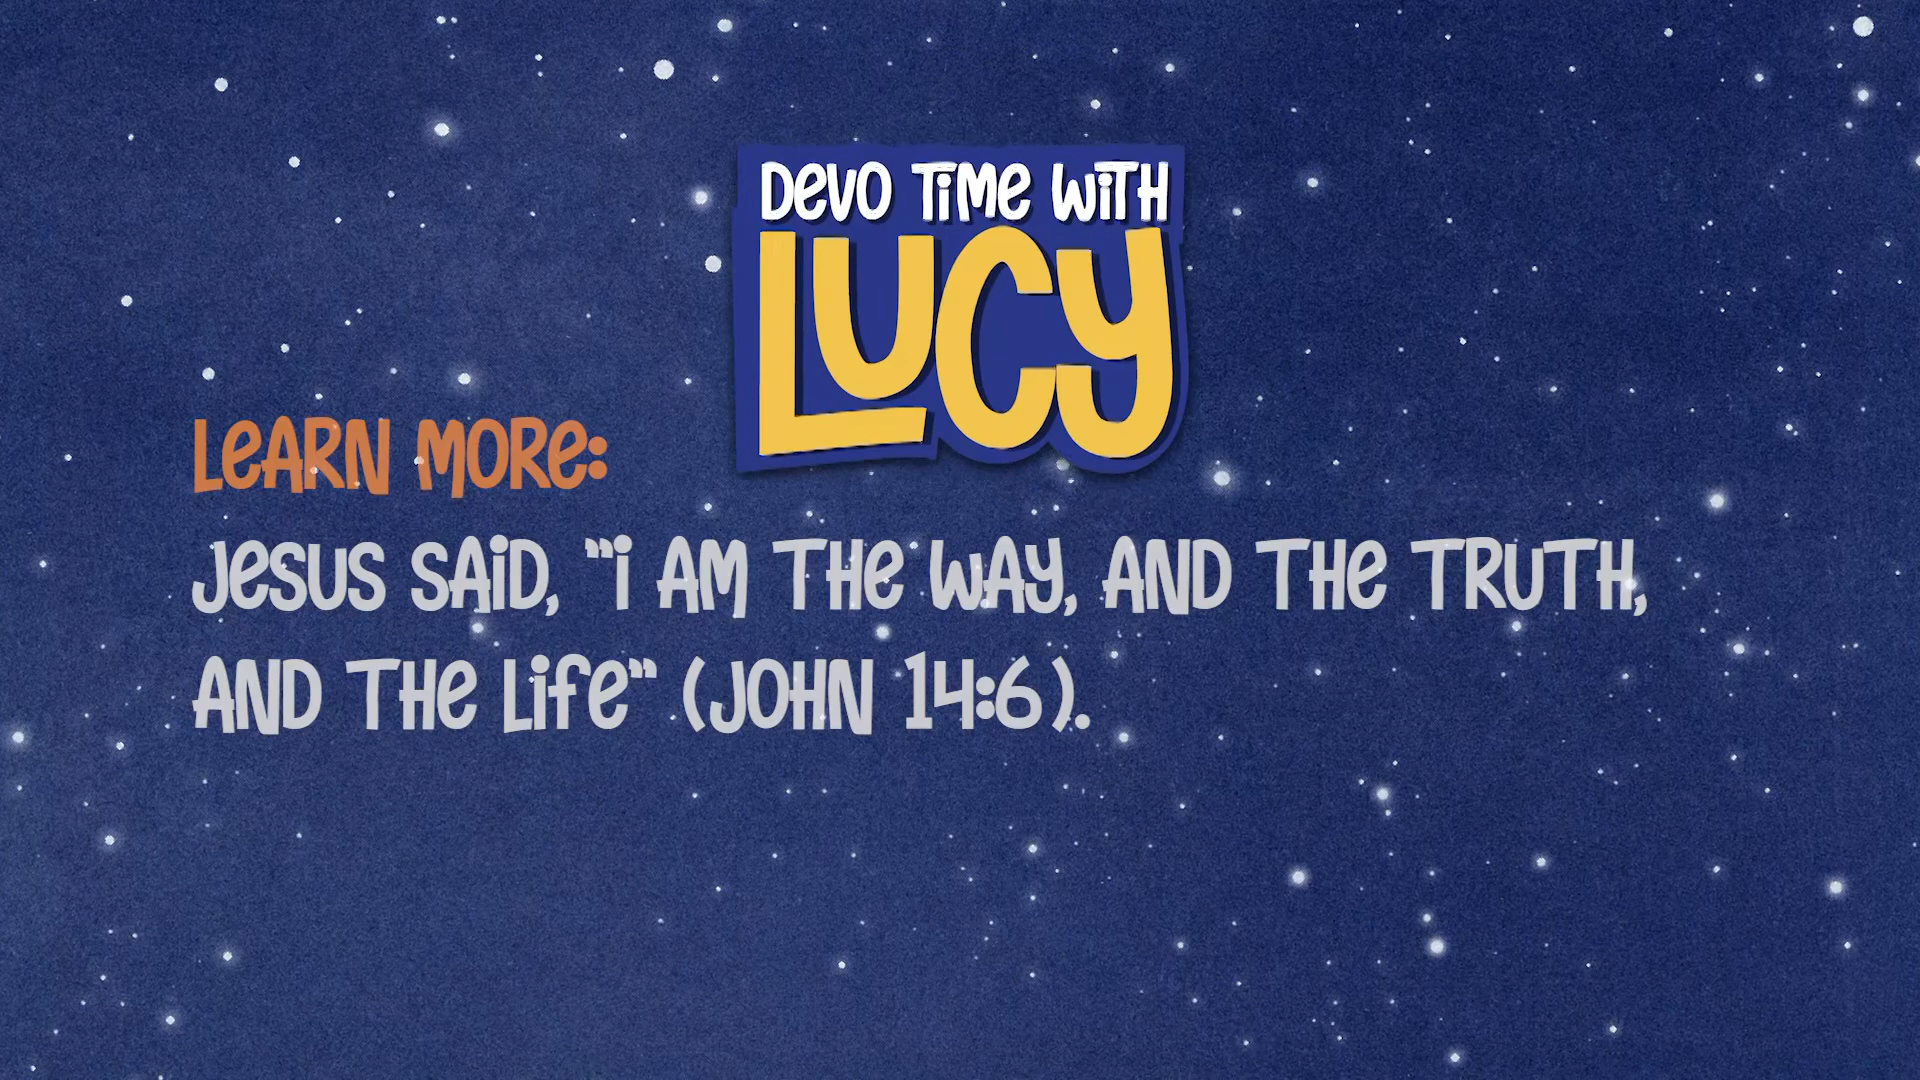 DEVO TIME WITH
LUCY
LEARN MORE:
JESUS SAID, "I AM THE WAY, AND THE TRUTH,
AND THE LIFE" (JOHN 14:6).